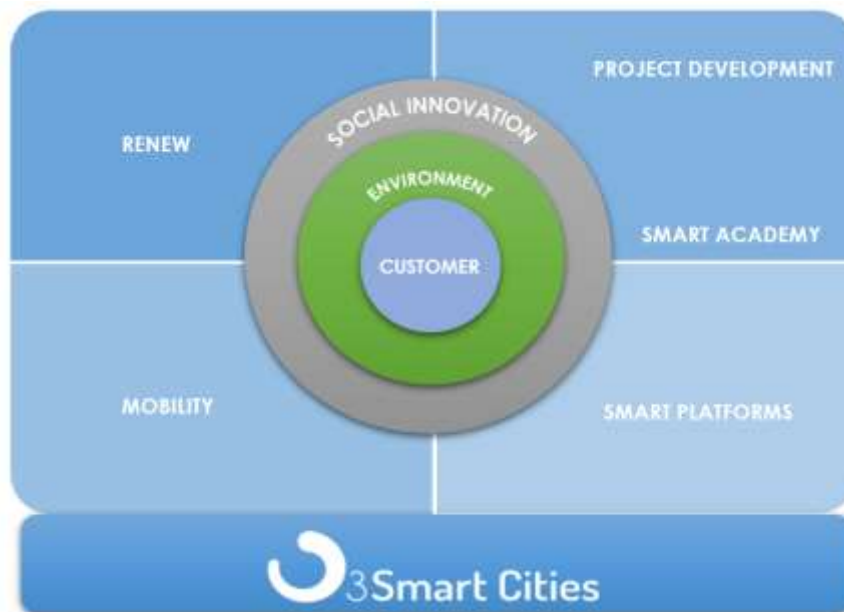 PROJECT DEVELOPMENT
SOCIAL INNOVATION
RENEW
ENVIRONMENT
SMART ACADEMY
CUSTOMER
MOBILITY
SMART PLATFORMS
3Smart Cities